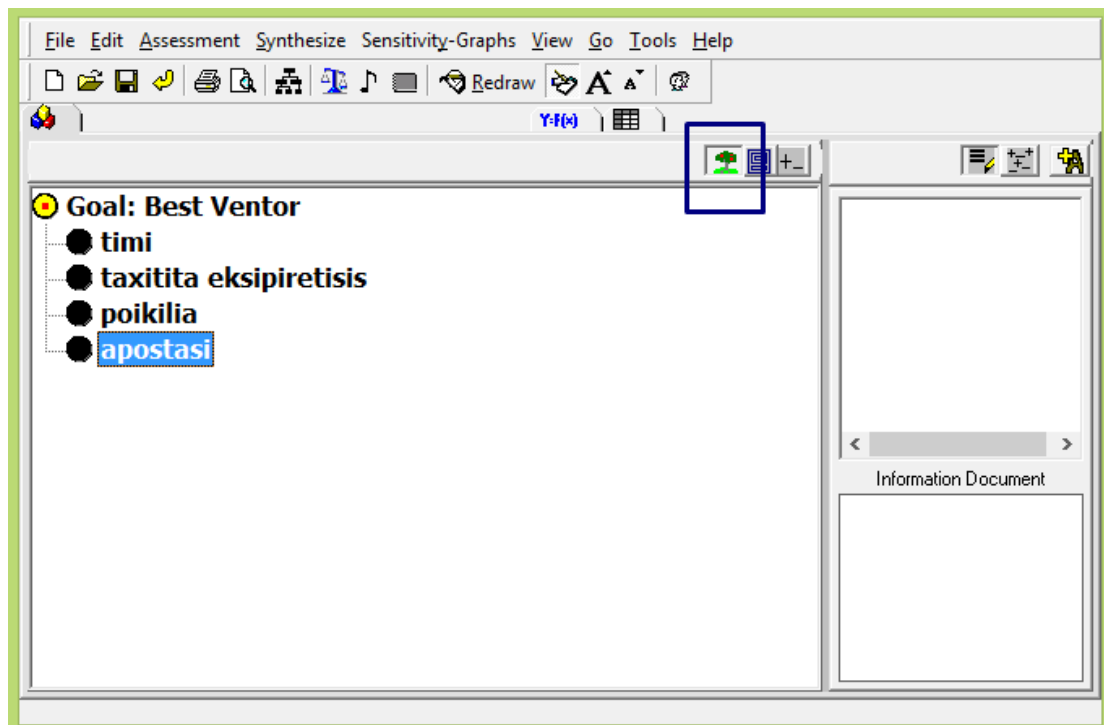 File Edit Assessment Synthesize Sensitivity-Graphs View Go Tools Help
Redraw A A
Y=F(x)
Goal: Best Ventor
timi
taxitita eksipiretisis
poikilia
apostasi
Information Document